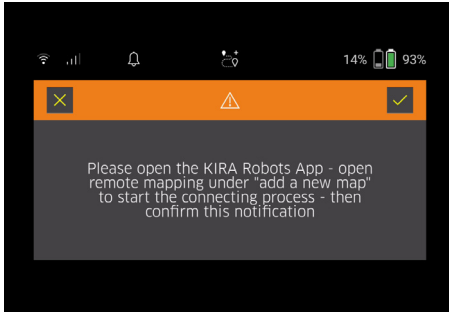 14% 93%
Please open the KIRA Robots App - open
remote mapping under "add a new map"
to start the connecting process - then
confirm this notification